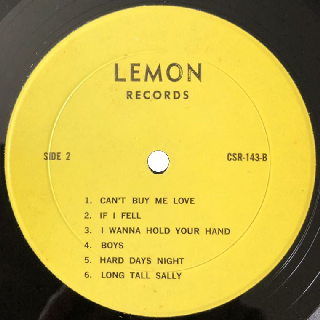 LEMON
RECORDS
SIDE 2
CSR-143-B
1. CAN'T BUY ME LOVE
2. IF I FELL
3. I WANNA HOLD YOUR HAND
4. BOYS
5. HARD DAYS NIGHT
6. LONG TALL SALLY